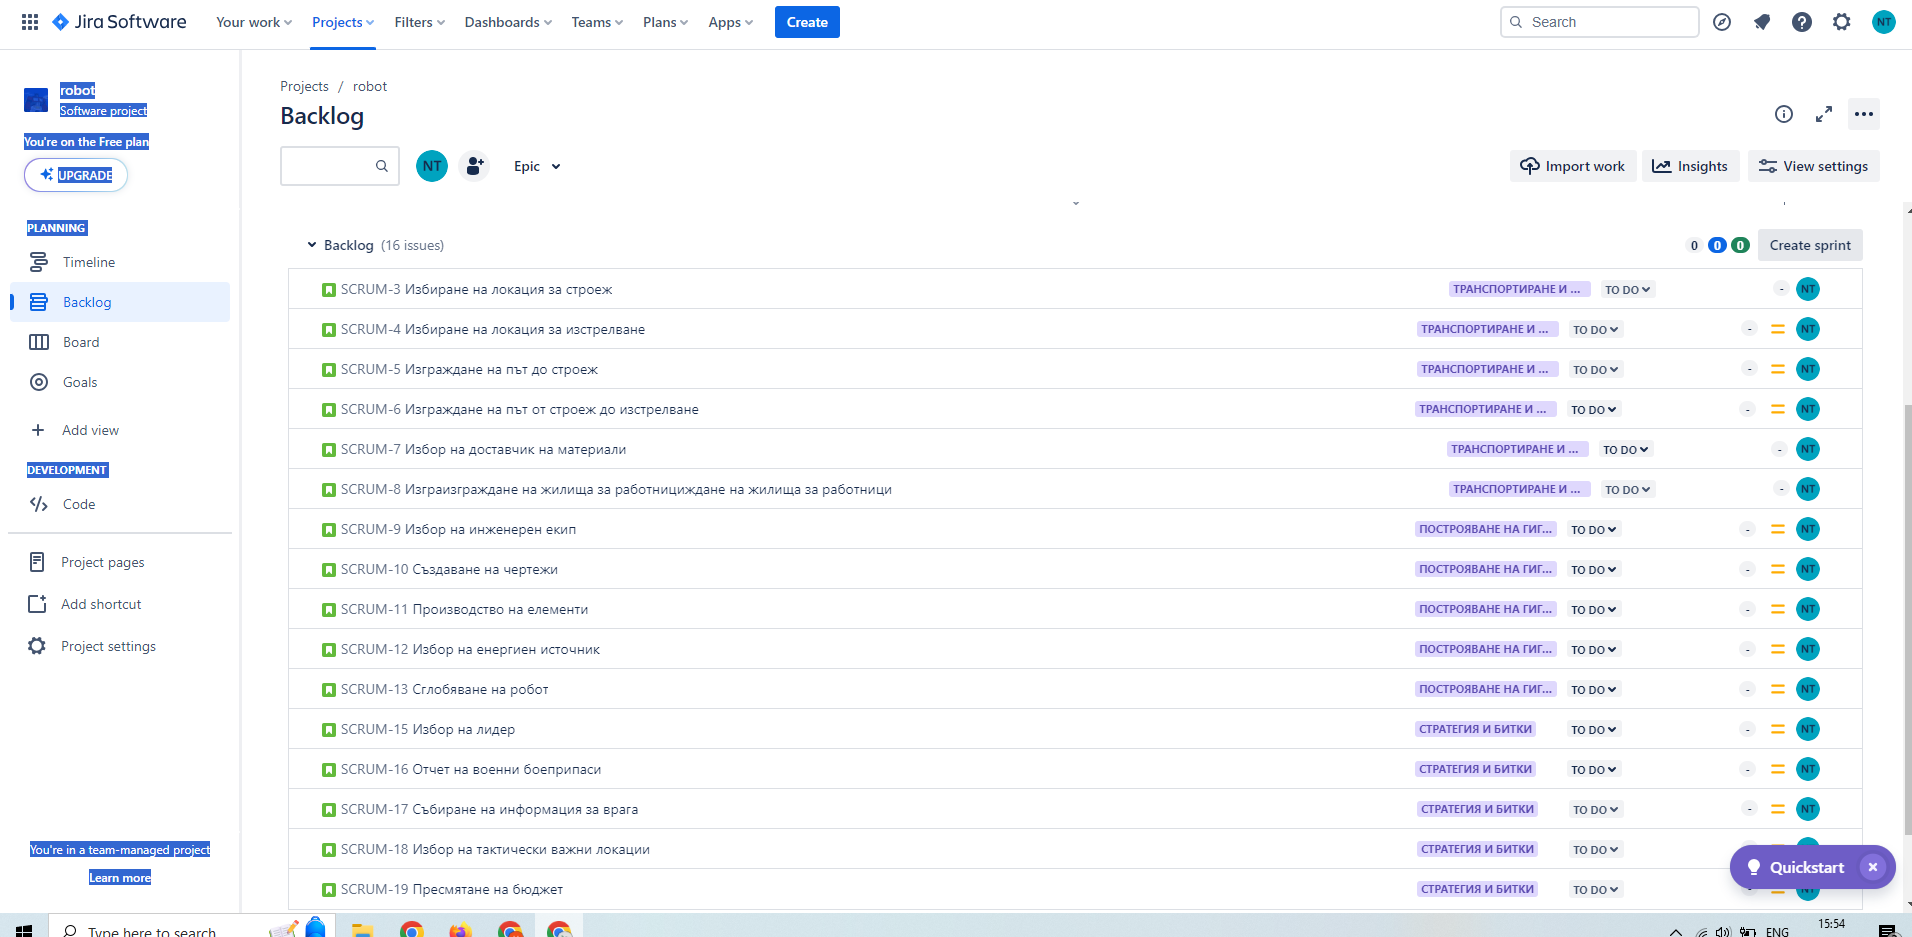 Jira Software Your work Projects Filters Dashboards Teams Plans Apps Create Search NT
robot
Software project
You're on the Free plan
UPGRADE
PLANNING
Timeline
Backlog
Board
Goals
Add view
DEVELOPMENT
Code
Project pages
Add shortcut
Project settings
You're in a team-managed project
Learn more
Projects / robot
Backlog
NT Epic Import work Insights View settings
Backlog (16 issues) 0 0 0 Create sprint
SCRUM-3 Избиране на локация за строеж ТРАНСПОРТИРАНЕ И ... TO DO - NT
SCRUM-4 Избиране на локация за изстрелване ТРАНСПОРТИРАНЕ И ... TO DO - NT
SCRUM-5 Изграждане на път до строеж ТРАНСПОРТИРАНЕ И ... TO DO - NT
SCRUM-6 Изграждане на път от строеж до изстрелване ТРАНСПОРТИРАНЕ И ... TO DO - NT
SCRUM-7 Избор на доставчик на материали ТРАНСПОРТИРАНЕ И ... TO DO - NT
SCRUM-8 Изграизграждане на жилища за работнициждане на жилища за работници ТРАНСПОРТИРАНЕ И ... TO DO - NT
SCRUM-9 Избор на инженерен екип ПОСТРОЯВАНЕ НА ГИГ... TO DO - NT
SCRUM-10 Създаване на чертежи ПОСТРОЯВАНЕ НА ГИГ... TO DO - NT
SCRUM-11 Производство на елементи ПОСТРОЯВАНЕ НА ГИГ... TO DO - NT
SCRUM-12 Избор на енергиен източник ПОСТРОЯВАНЕ НА ГИГ... TO DO - NT
SCRUM-13 Сглобяване на робот ПОСТРОЯВАНЕ НА ГИГ... TO DO - NT
SCRUM-15 Избор на лидер СТРАТЕГИЯ И БИТКИ TO DO - NT
SCRUM-16 Отчет на военни боеприпаси СТРАТЕГИЯ И БИТКИ TO DO - NT
SCRUM-17 Събиране на информация за врага СТРАТЕГИЯ И БИТКИ TO DO - NT
SCRUM-18 Избор на тактически важни локации СТРАТЕГИЯ И БИТКИ TO DO
Quickstart
SCRUM-19 Пресмятане на бюджет СТРАТЕГИЯ И БИТКИ TO DO NT
Type here to search ENG 15:54